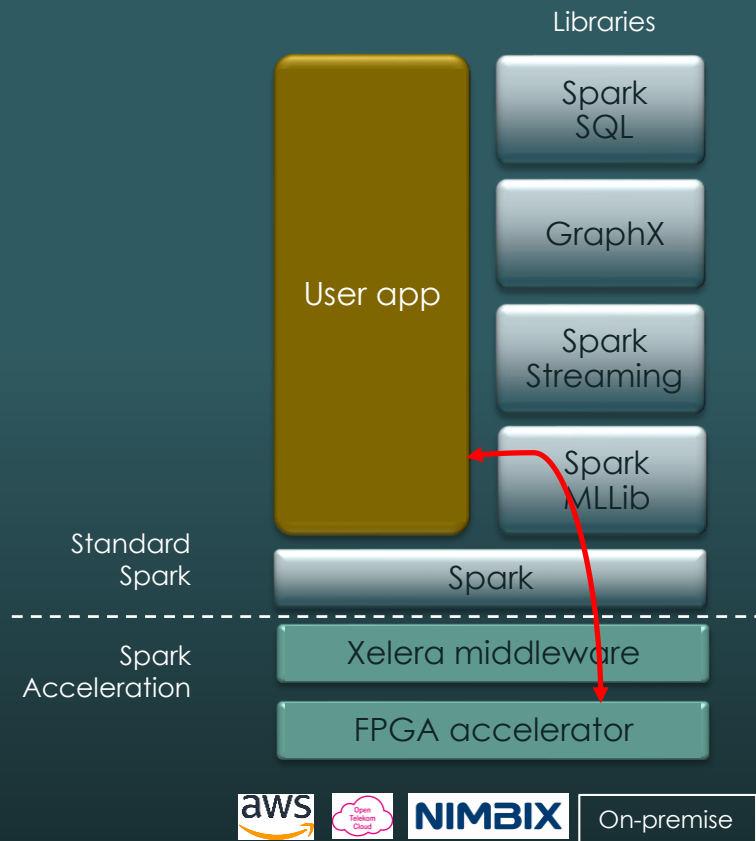 Libraries
User app
Spark
SQL
GraphX
Spark
Streaming
Spark
MLLib
Standard
Spark
Spark
Spark
Acceleration
Xelera middleware
FPGA accelerator
aws
Open
Telekom
Cloud
NIMBIX
On-premise